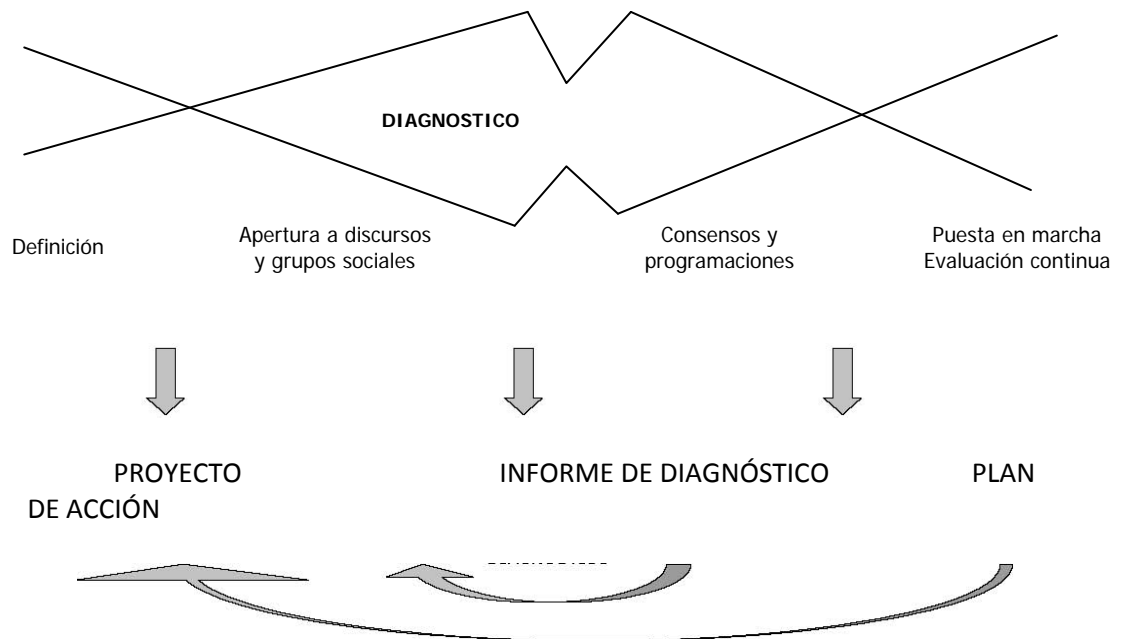 DIAGNOSTICO
Definición
Apertura a discursos
y grupos sociales
Consensos y
programaciones
Puesta en marcha
Evaluación continua
PROYECTO INFORME DE DIAGNÓSTICO PLAN
DE ACCIÓN